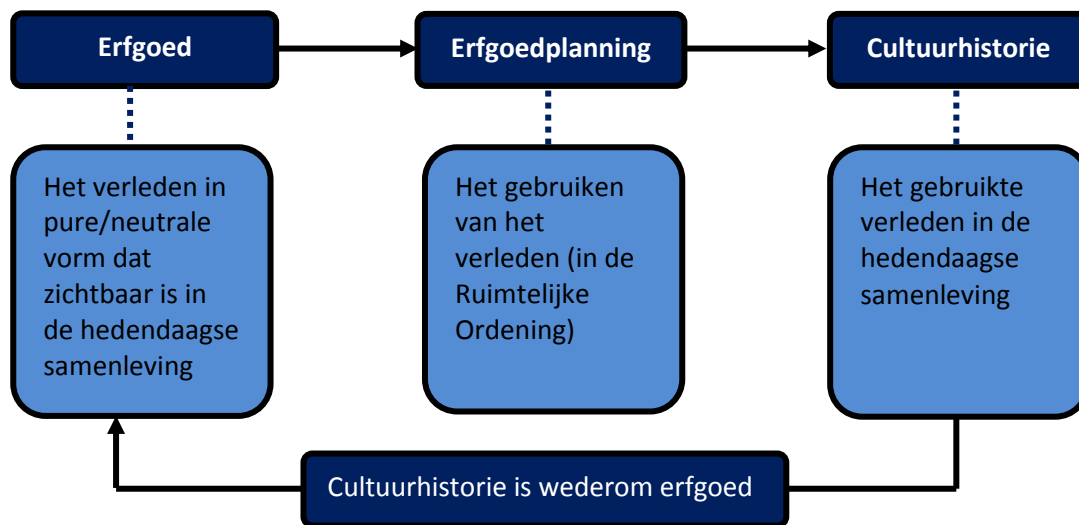 Erfgoed
Erfgoedplanning
Cultuurhistorie
Het verleden in
pure/neutrale
vorm dat
zichtbaar is in
de hedendaagse
samenleving
Het gebruiken
van het
verleden (in de
Ruimtelijke
Ordening)
Het gebruikte
verleden in de
hedendaagse
samenleving
Cultuurhistorie is wederom erfgoed